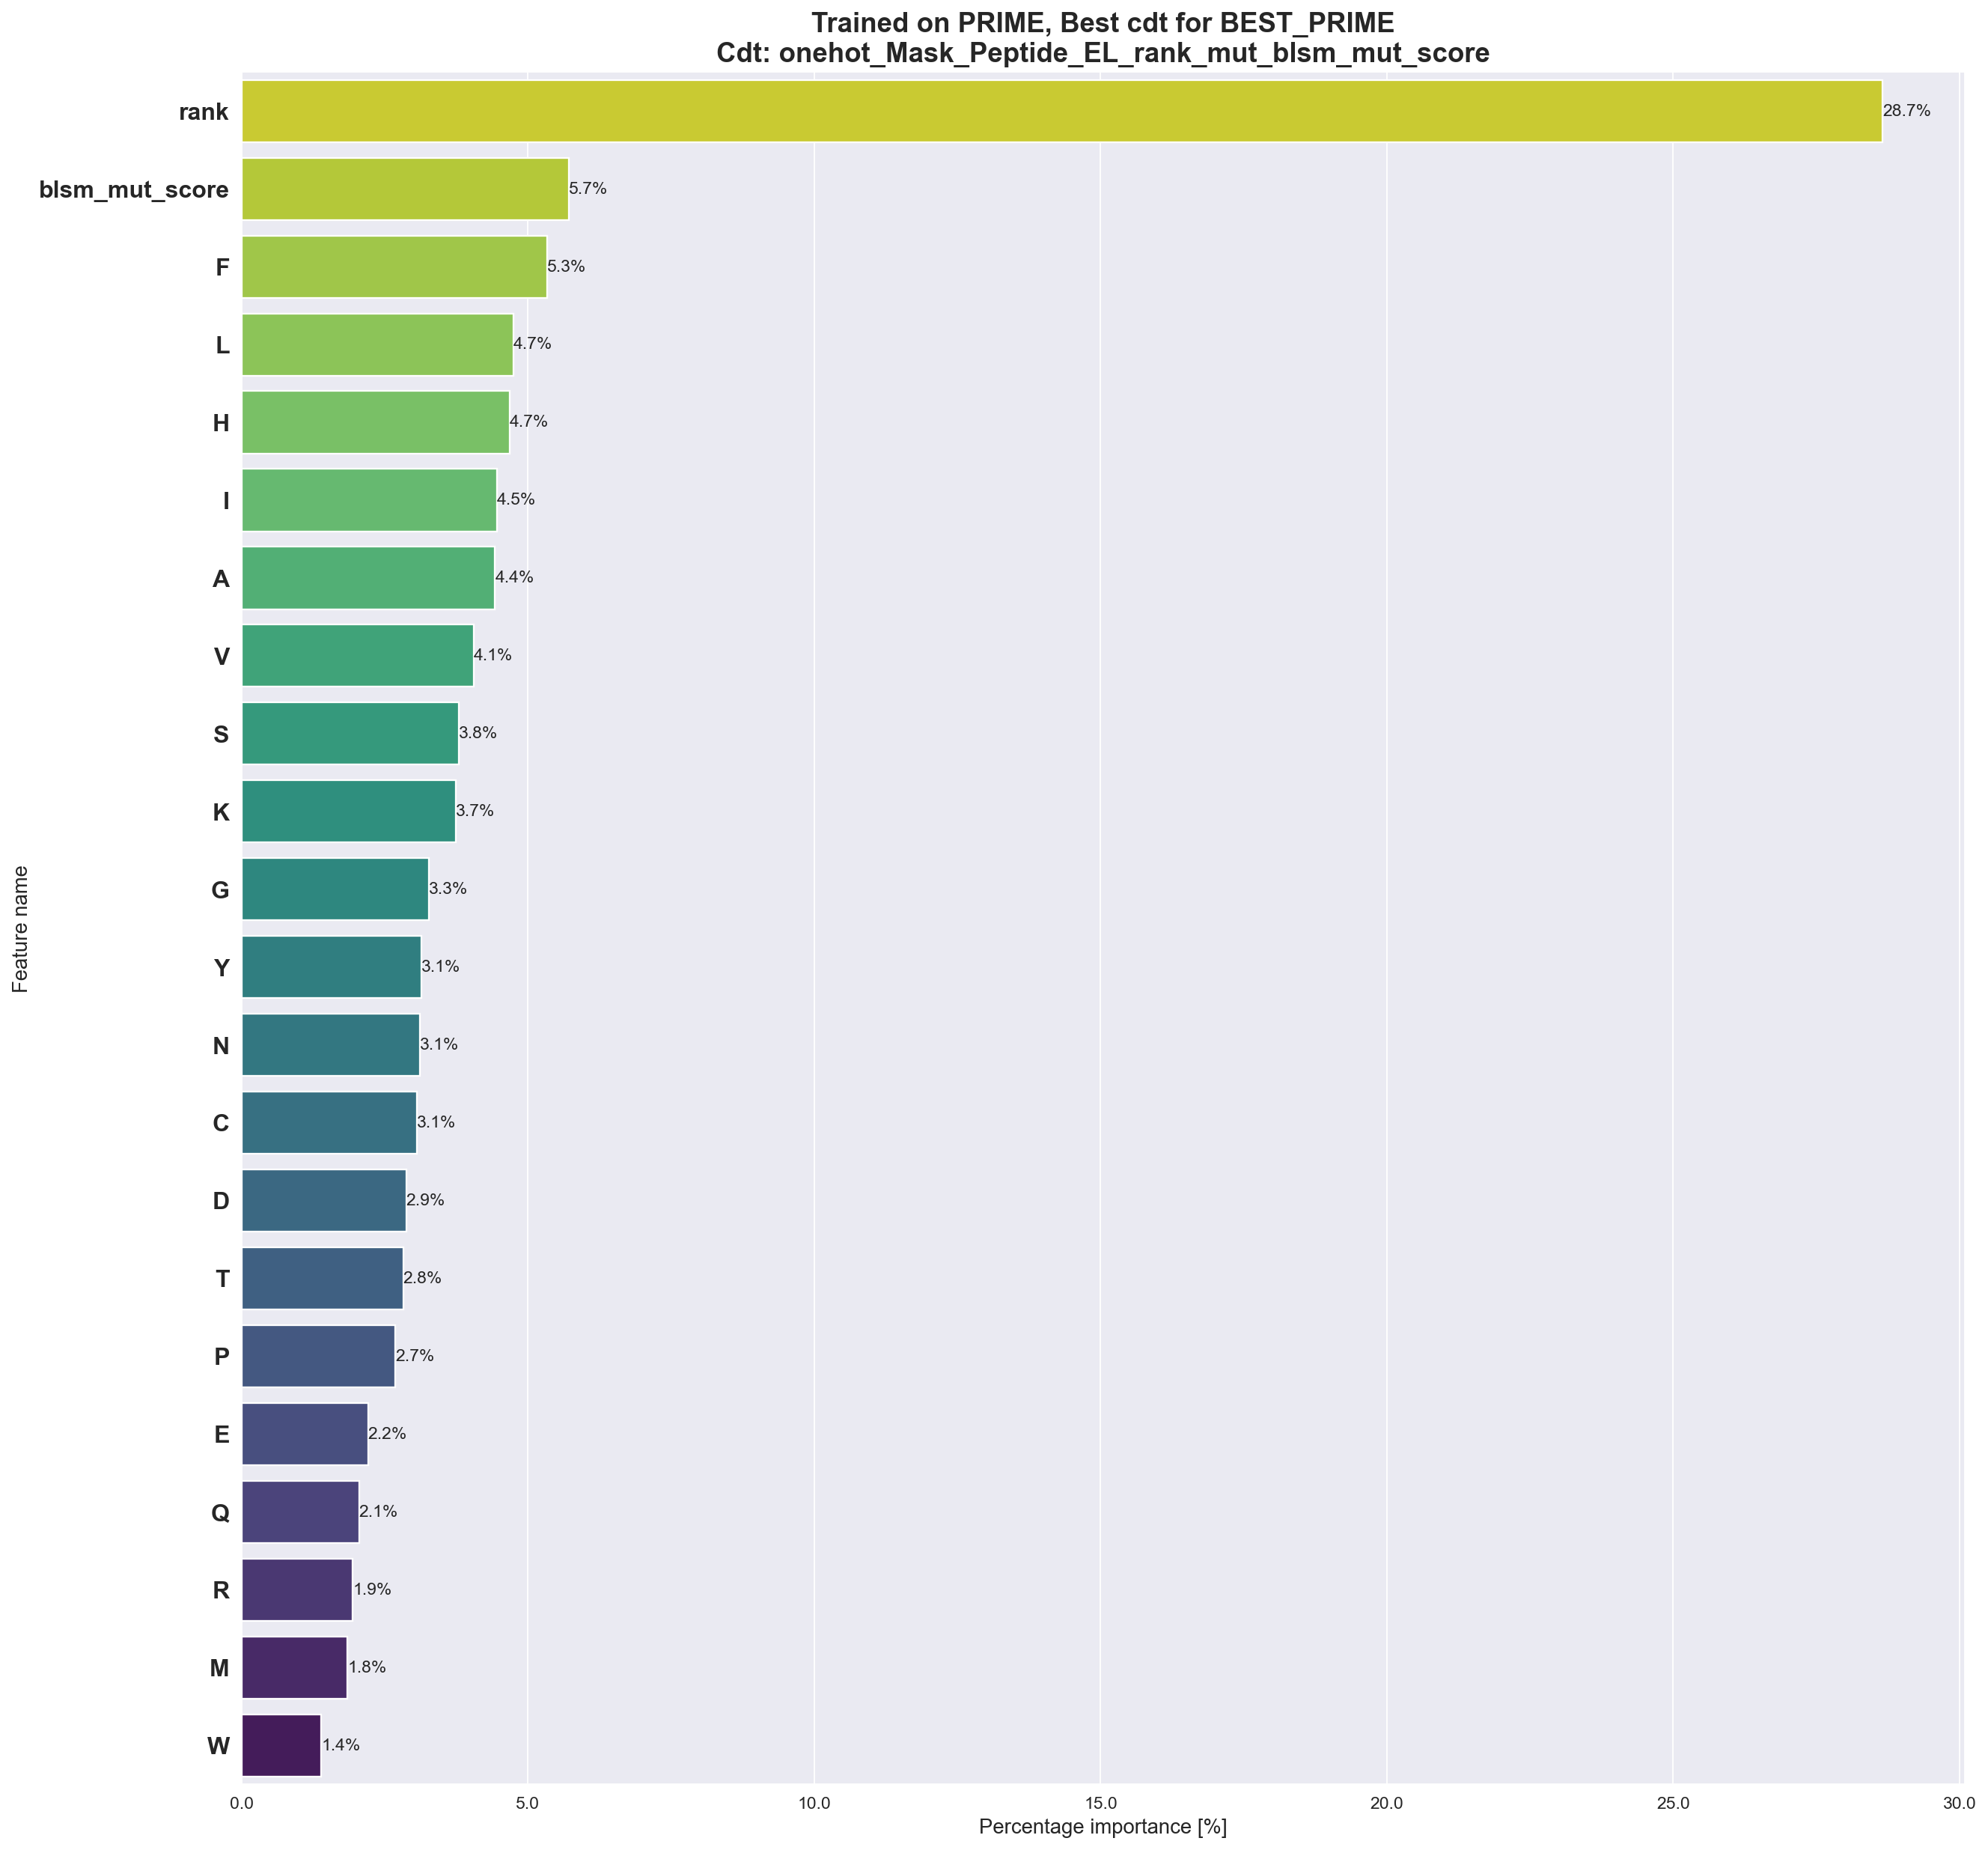 Trained on PRIME, Best cdt for BEST_PRIME
Cdt: onehot_Mask_Peptide_EL_rank_mut_blsm_mut_score
rank 28.7%
blsm_mut_score 5.7%
F 5.3%
L 4.7%
H 4.7%
I 4.5%
A 4.4%
V 4.1%
S 3.8%
K 3.7%
G 3.3%
Y 3.1%
N 3.1%
C 3.1%
D 2.9%
T 2.8%
P 2.7%
E 2.2%
Q 2.1%
R 1.9%
M 1.8%
W 1.4%
Feature name
0.0 5.0 10.0 15.0 20.0 25.0 30.0
Percentage importance [%]